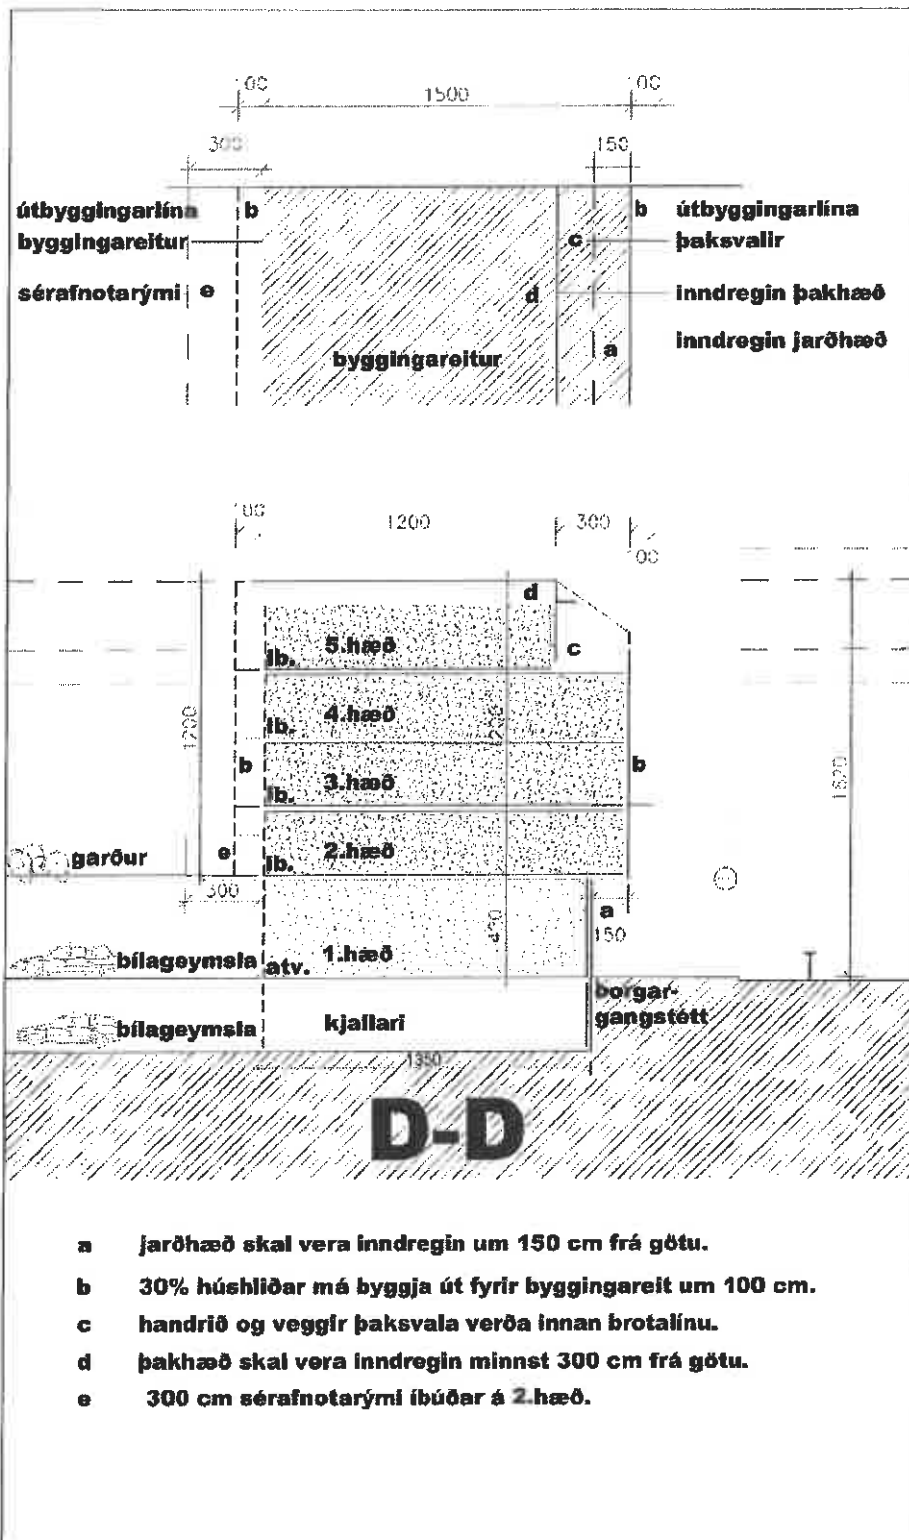 100 1500 100
300 150
útbyggingarlína b b útbyggingarlína
byggingareitur c þaksvalir
sérafnotarými e d inndregin þakhæð
byggingareitur a inndregin jarðhæð
100 1200 300
100
d
íb. 5.hæð c
íb. 4.hæð
1200 1200
b íb. 3.hæð b
1620
garður e íb. 2.hæð
300 a
150
bílageymsla atv. 1.hæð
borgar-
bílageymsla kjallari gangstétt
1350
D-D
a jarðhæð skal vera inndregin um 150 cm frá götu.
b 30% húshliðar má byggja út fyrir byggingareit um 100 cm.
c handrið og veggir þaksvala verða innan brotalínu.
d þakhæð skal vera inndregin minnst 300 cm frá götu.
e 300 cm sérafnotarými íbúðar á 2.hæð.